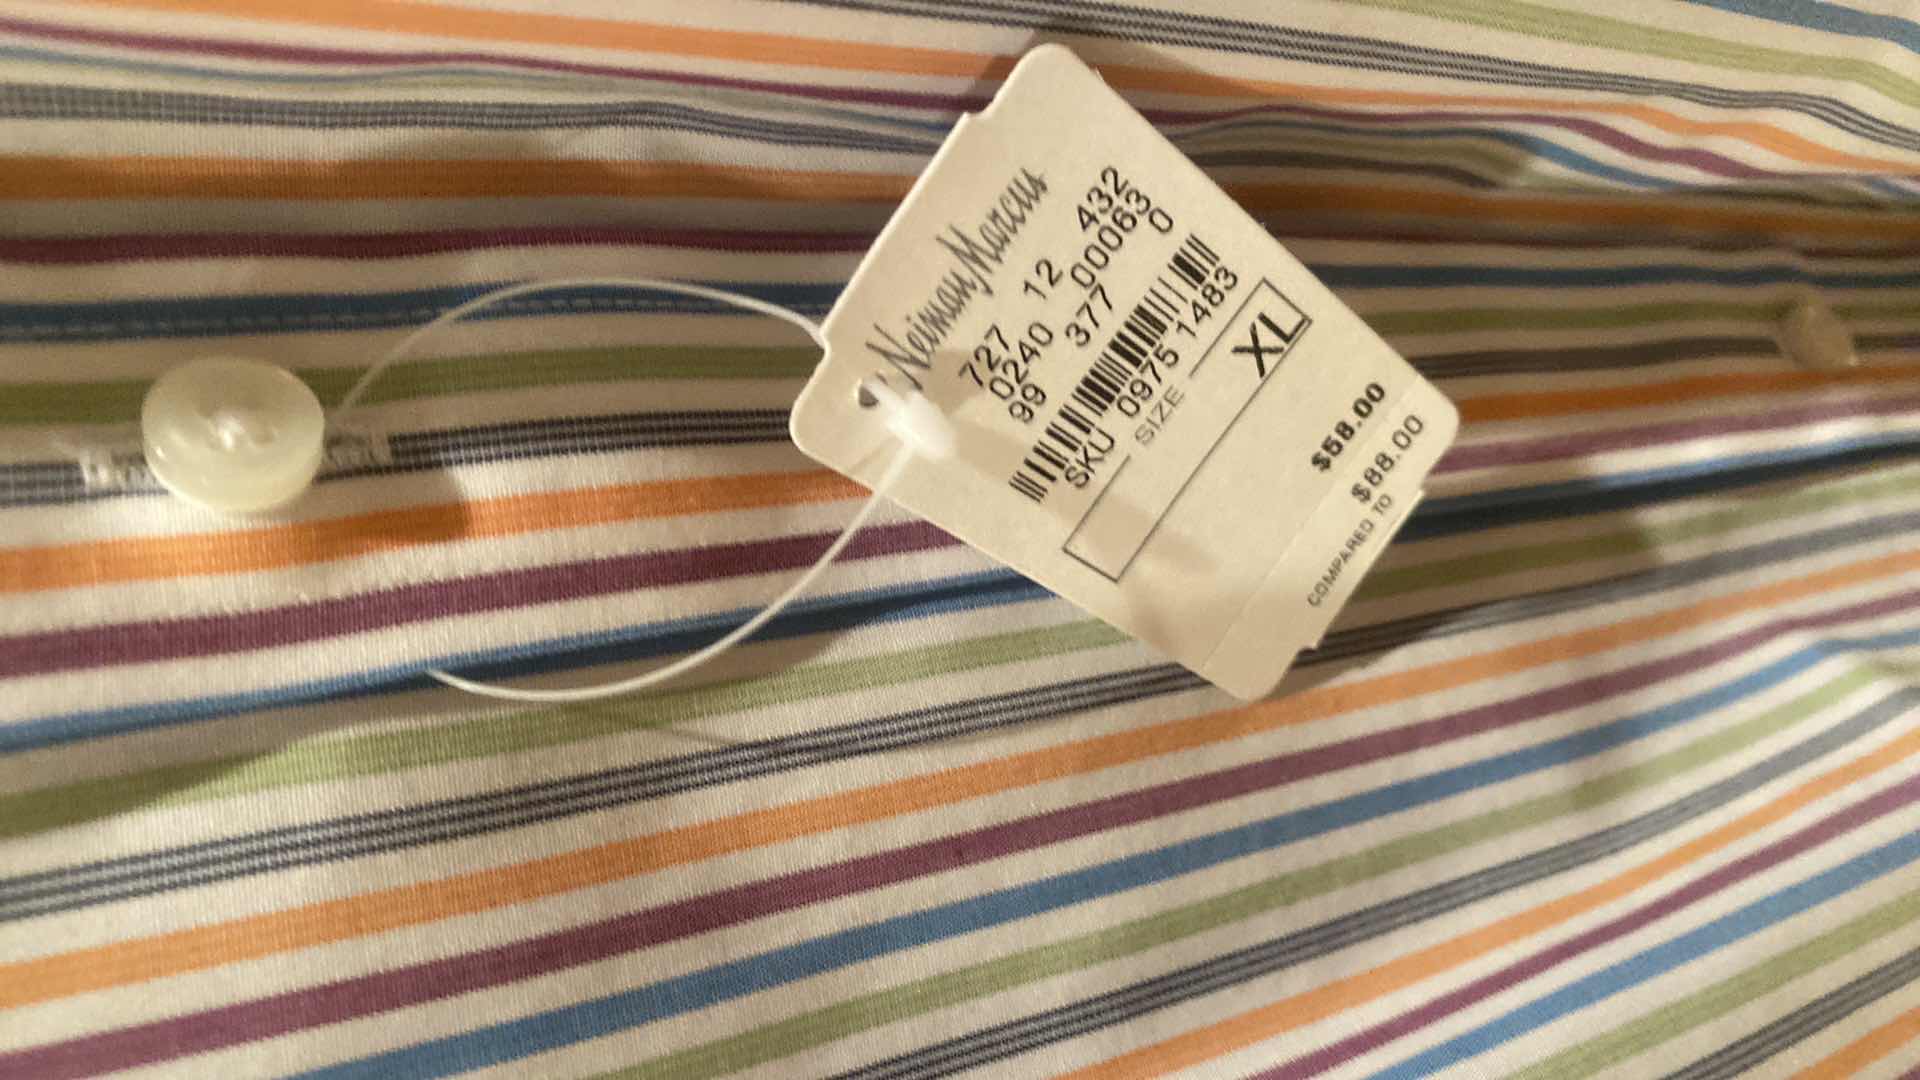 Neiman Marcus
727 12 432
0240 00063
99 377 0
SKU 0975 1483
SIZE
XL
$58.00
$88.00
COMPARED TO